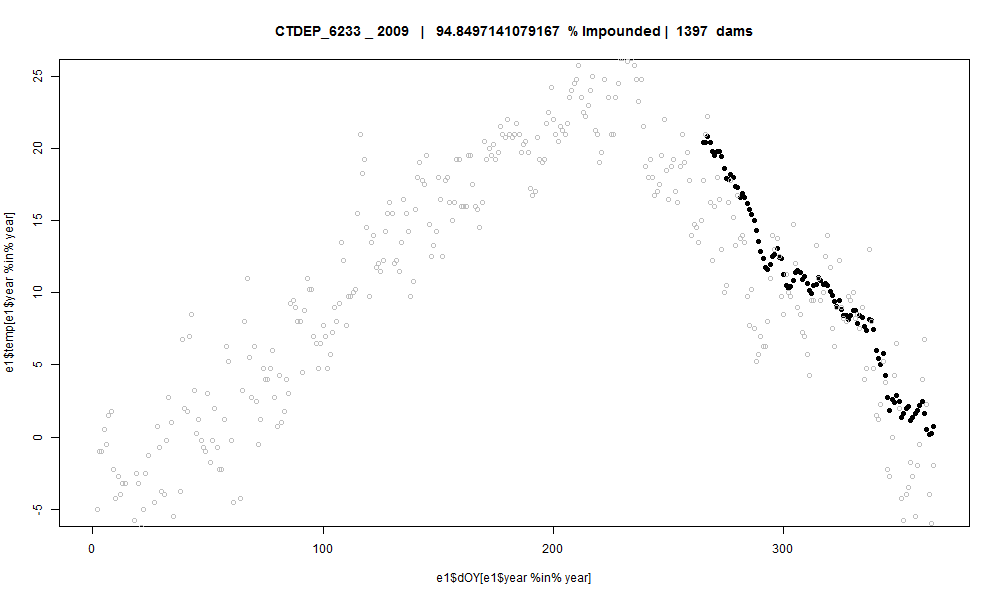 CTDEP_6233 _ 2009 | 94.8497141079167 % Impounded | 1397 dams
e1$temp[e1$year %in% year]
25
20
15
10
5
0
-5
0 100 200 300
e1$dOY[e1$year %in% year]